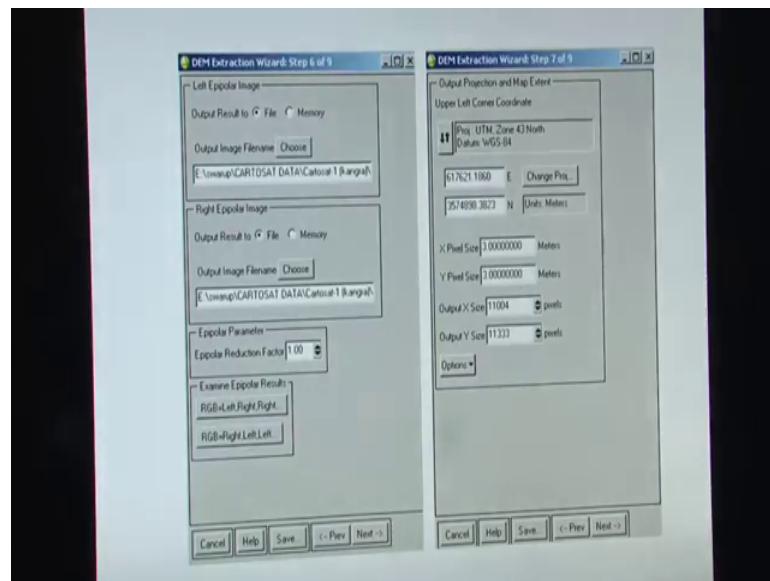 DEM Extraction Wizard: Step 6 of 9
Left Epipolar Image
Output Result to File Memory
Output Image Filename Choose
E:\swarup\CARTOSAT DATA\Cartosat-1 (kangra)\
Right Epipolar Image
Output Result to File Memory
Output Image Filename Choose
E:\swarup\CARTOSAT DATA\Cartosat-1 (kangra)\
Epipolar Parameter
Epipolar Reduction Factor 1.00
Examine Epipolar Results
RGB=Left,Right,Right...
RGB=Right,Left,Left...
Cancel Help Save... <- Prev Next ->
DEM Extraction Wizard: Step 7 of 9
Output Projection and Map Extent
Upper Left Corner Coordinate
Proj: UTM, Zone 43 North
Datum: WGS-84
617621.1860 E Change Proj...
3574898.3823 N Units: Meters
X Pixel Size 3.00000000 Meters
Y Pixel Size 3.00000000 Meters
Output X Size 11004 pixels
Output Y Size 11333 pixels
Options
Cancel Help Save... <- Prev Next ->